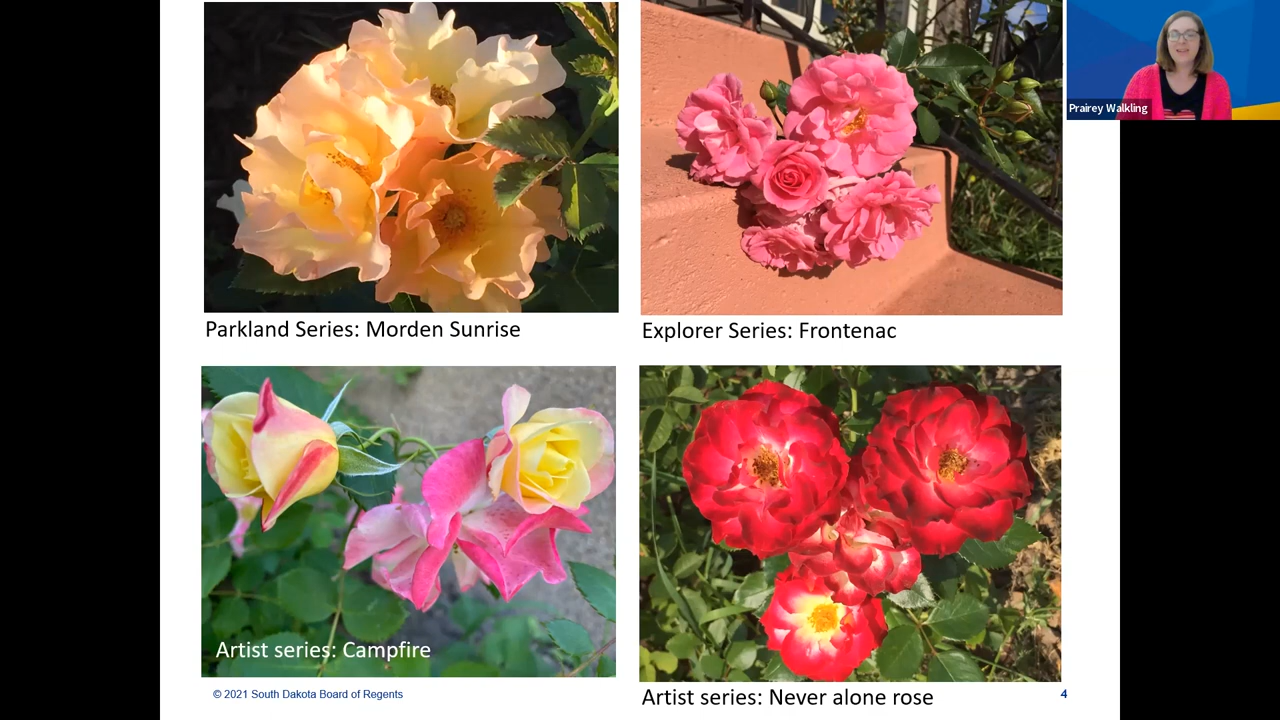 Prairey Walkling
Parkland Series: Morden Sunrise
Explorer Series: Frontenac
Artist series: Campfire
© 2021 South Dakota Board of Regents
Artist series: Never alone rose
4